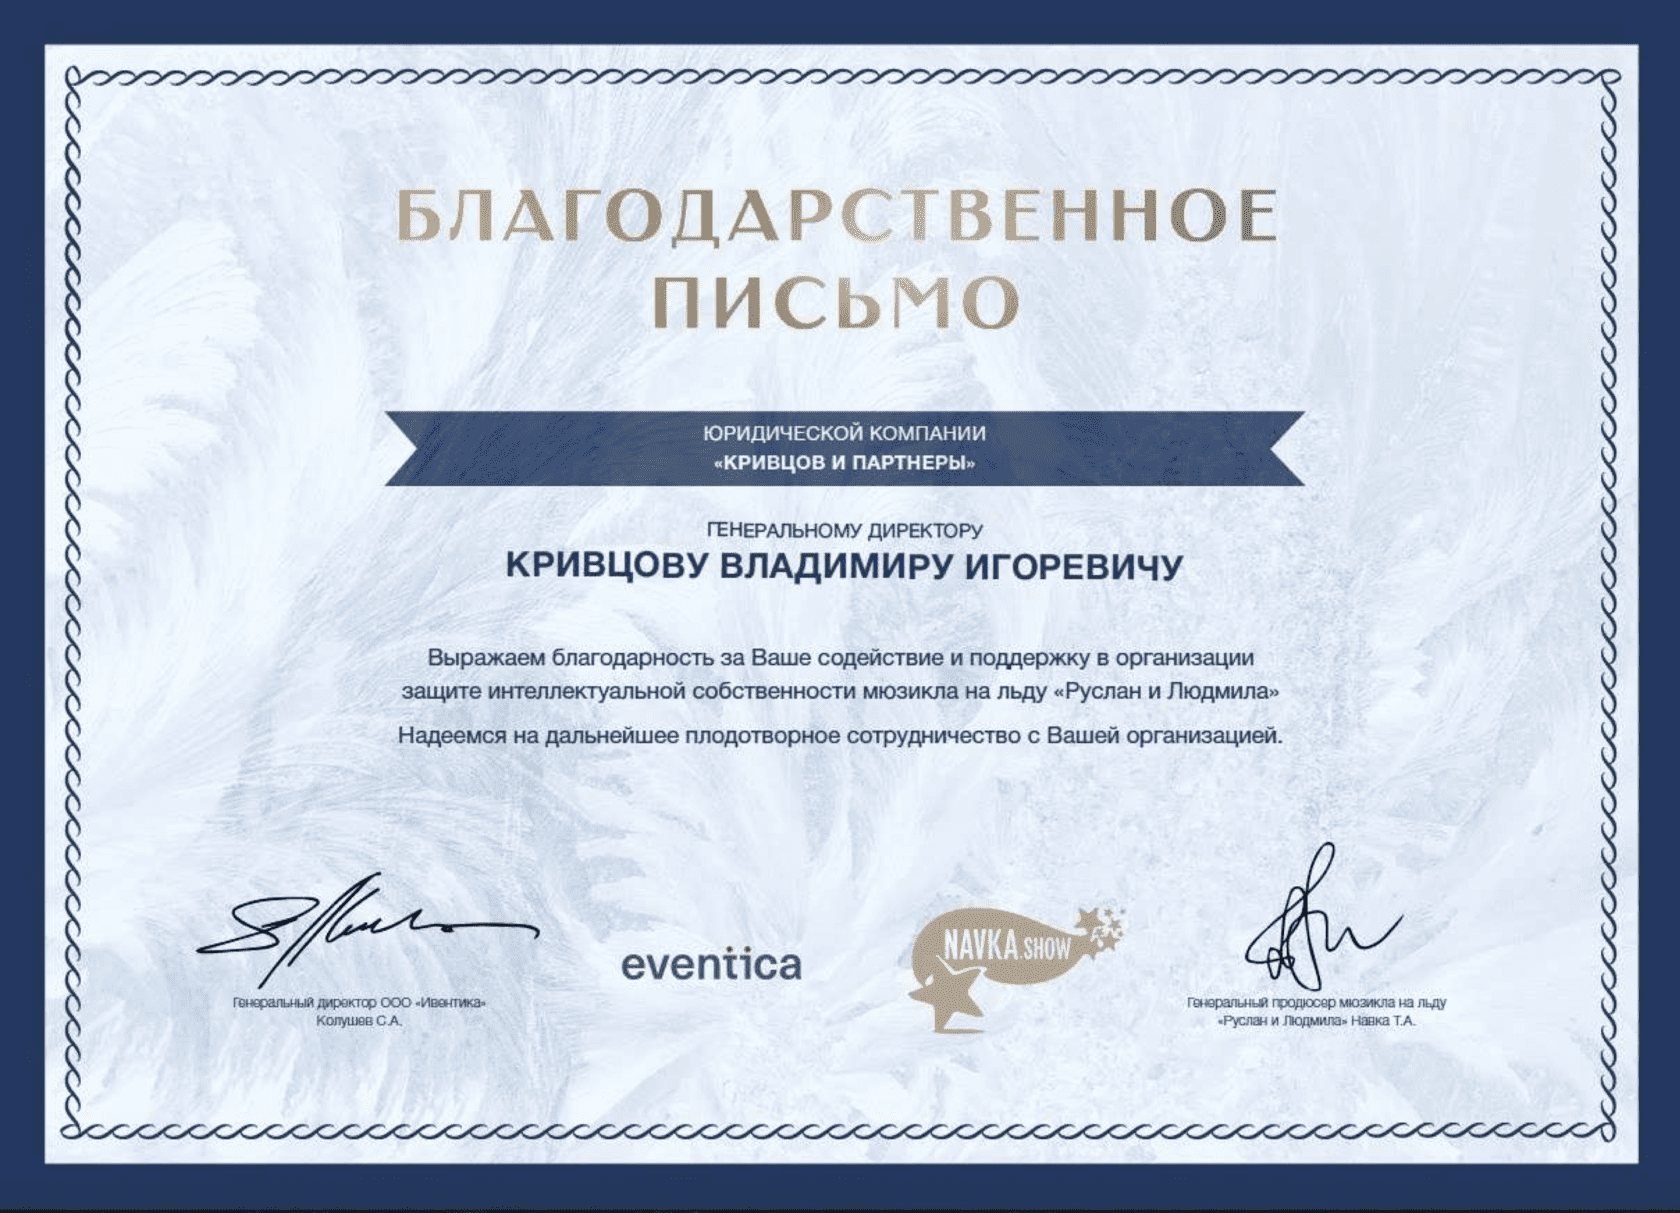 БЛАГОДАРСТВЕННОЕ
ПИСЬМО
ЮРИДИЧЕСКОЙ КОМПАНИИ
«КРИВЦОВ И ПАРТНЕРЫ»
ГЕНЕРАЛЬНОМУ ДИРЕКТОРУ
КРИВЦОВУ ВЛАДИМИРУ ИГОРЕВИЧУ
Выражаем благодарность за Ваше содействие и поддержку в организации
защите интеллектуальной собственности мюзикла на льду «Руслан и Людмила»
Надеемся на дальнейшее плодотворное сотрудничество с Вашей организацией.
eventica
NAVKA.SHOW
Генеральный директор ООО «Ивентика»
Колушев С.А.
Генеральный продюсер мюзикла на льду
«Руслан и Людмила» Навка Т.А.